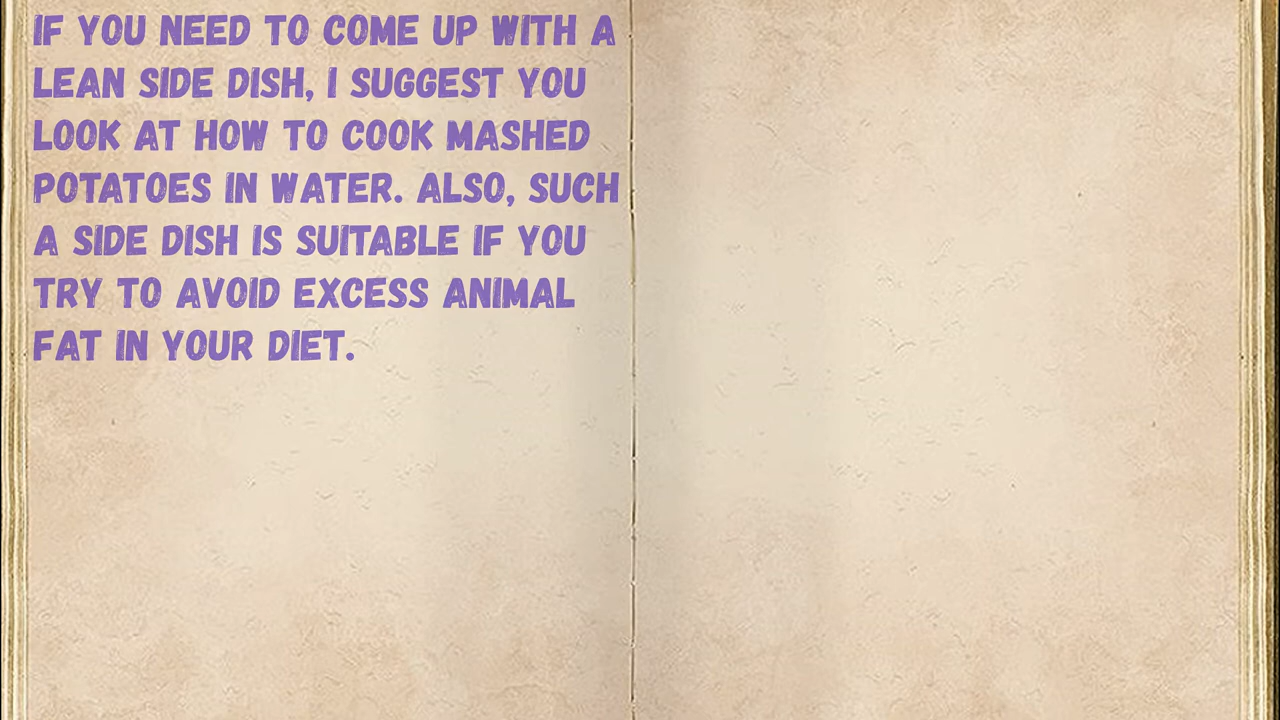 IF YOU NEED TO COME UP WITH A
LEAN SIDE DISH, I SUGGEST YOU
LOOK AT HOW TO COOK MASHED
POTATOES IN WATER. ALSO, SUCH
A SIDE DISH IS SUITABLE IF YOU
TRY TO AVOID EXCESS ANIMAL
FAT IN YOUR DIET.